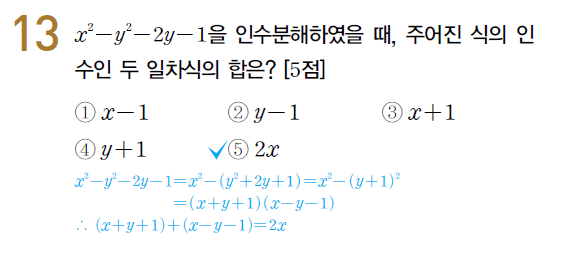 13 x²−y²−2y−1을 인수분해하였을 때, 주어진 식의 인
수인 두 일차식의 합은? [5점]
① x−1 ② y−1 ③ x+1
④ y+1 ✓⑤ 2x
x²−y²−2y−1=x²−(y²+2y+1)=x²−(y+1)²
=(x+y+1)(x−y−1)
∴ (x+y+1)+(x−y−1)=2x